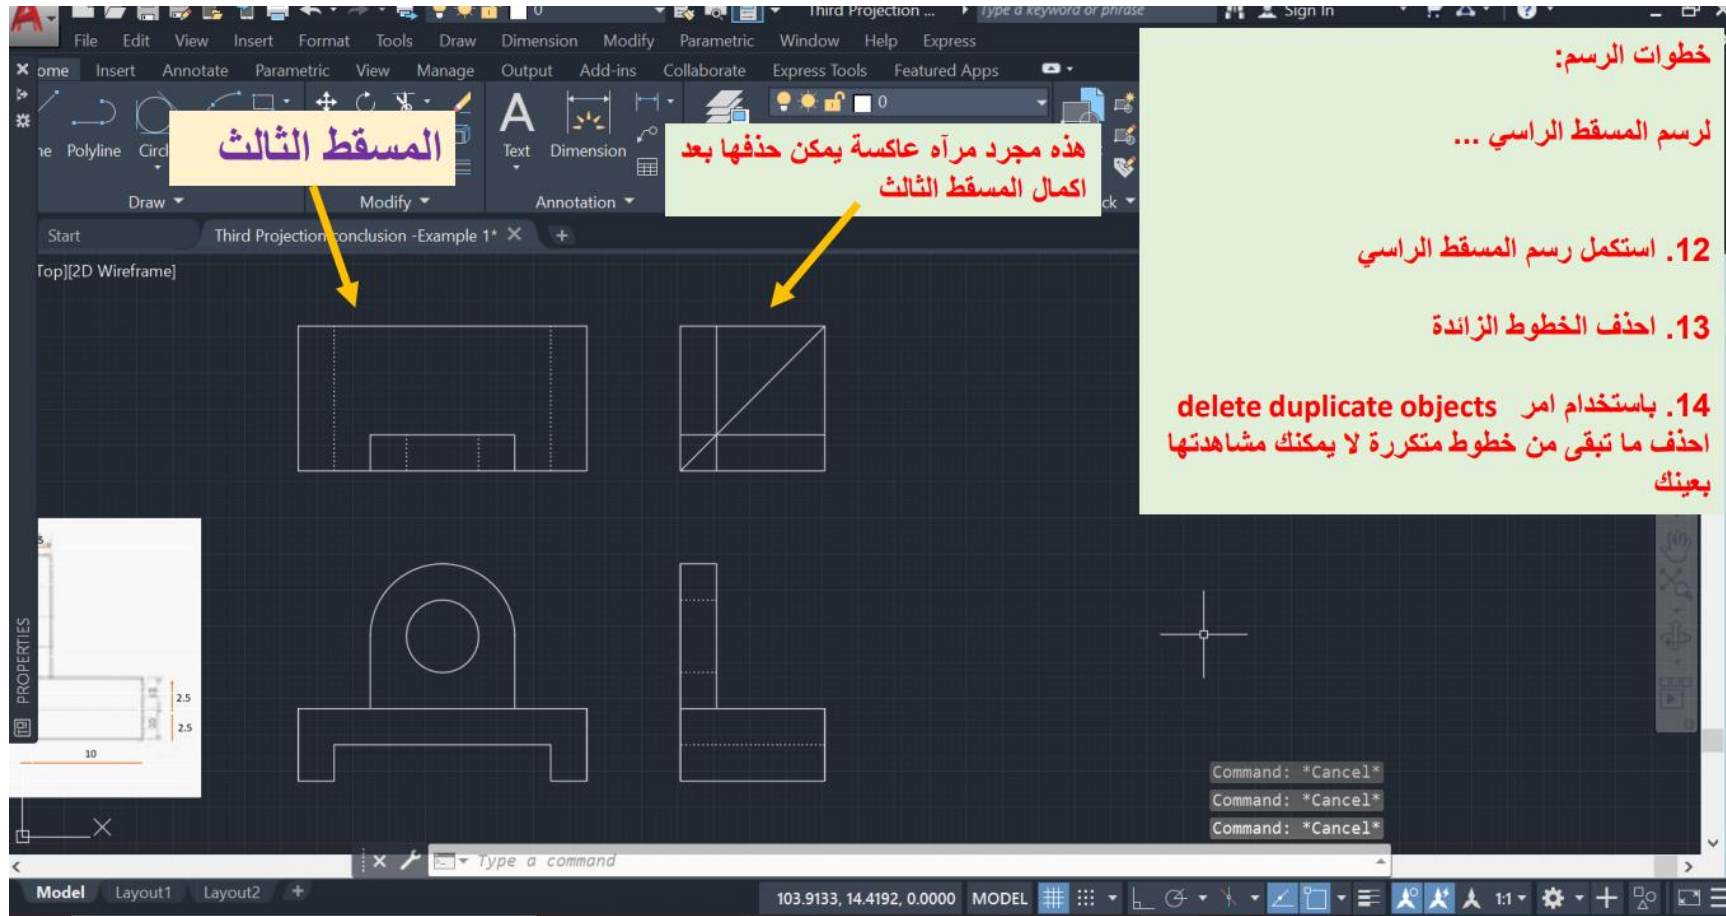 0
Third Projection ...
Type a keyword or phrase
Sign In
File Edit View Insert Format Tools Draw Dimension Modify Parametric Window Help Express
ome Insert Annotate Parametric View Manage Output Add-ins Collaborate Express Tools Featured Apps
0
Polyline
Text Dimension
Draw
Modify
Annotation
المسقط الثالث
هذه مجرد مرآه عاكسة يمكن حذفها بعد
اكمال المسقط الثالث
خطوات الرسم:
لرسم المسقط الراسي ...
12. استكمل رسم المسقط الراسي
13. احذف الخطوط الزائدة
14. باستخدام امر delete duplicate objects
احذف ما تبقى من خطوط متكررة لا يمكنك مشاهدتها
بعينك
Start
Third Projection conclusion -Example 1*
Top][2D Wireframe]
PROPERTIES
2.5
2.5
10
X
Command: *Cancel*
Command: *Cancel*
Command: *Cancel*
Type a command
Model Layout1 Layout2
103.9133, 14.4192, 0.0000 MODEL
1:1